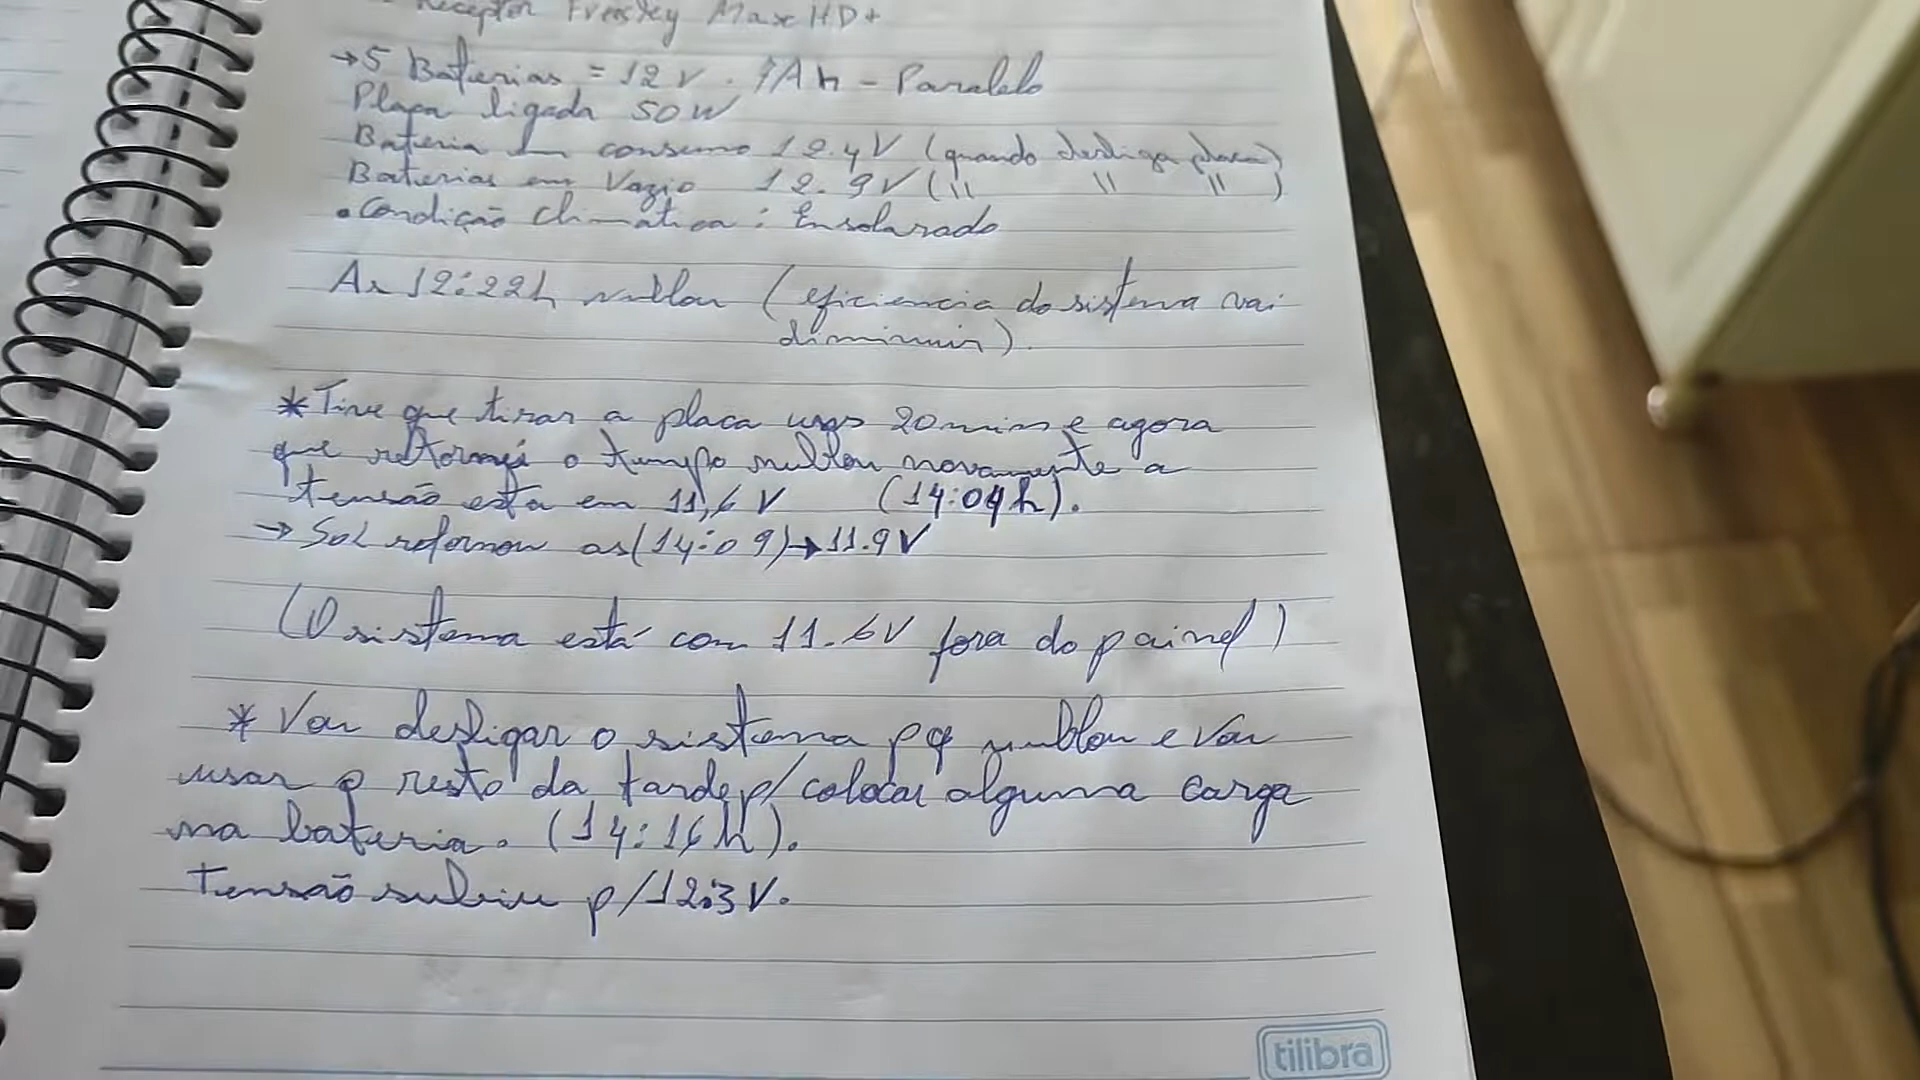 Receptor Freesky Max HD+
→5 Baterias = 12V. 7Ah - Paralelo
Placa ligada 50W
Bateria em consumo 12.4V (quando desliga placa)
Baterias em Vazio 12.9V (" " ")
• Condição climática: Ensolarado
As 12:22h nublou (eficiencia do sistema vai
diminuir).
* Tive que tirar a placa uns 20 mins e agora
que retornei o tempo nublou novamente a
tensão esta em 11,6 V (14:04h).
→ Sol retornou as (14:09)→11.9V
(O sistema está com 11.6V fora do painel)
* Vou desligar o sistema pq nublou e vou
usar o resto da tarde p/ colocar alguma carga
na bateria. (14:16h).
Tensão subiu p/12.3V.
tilibra